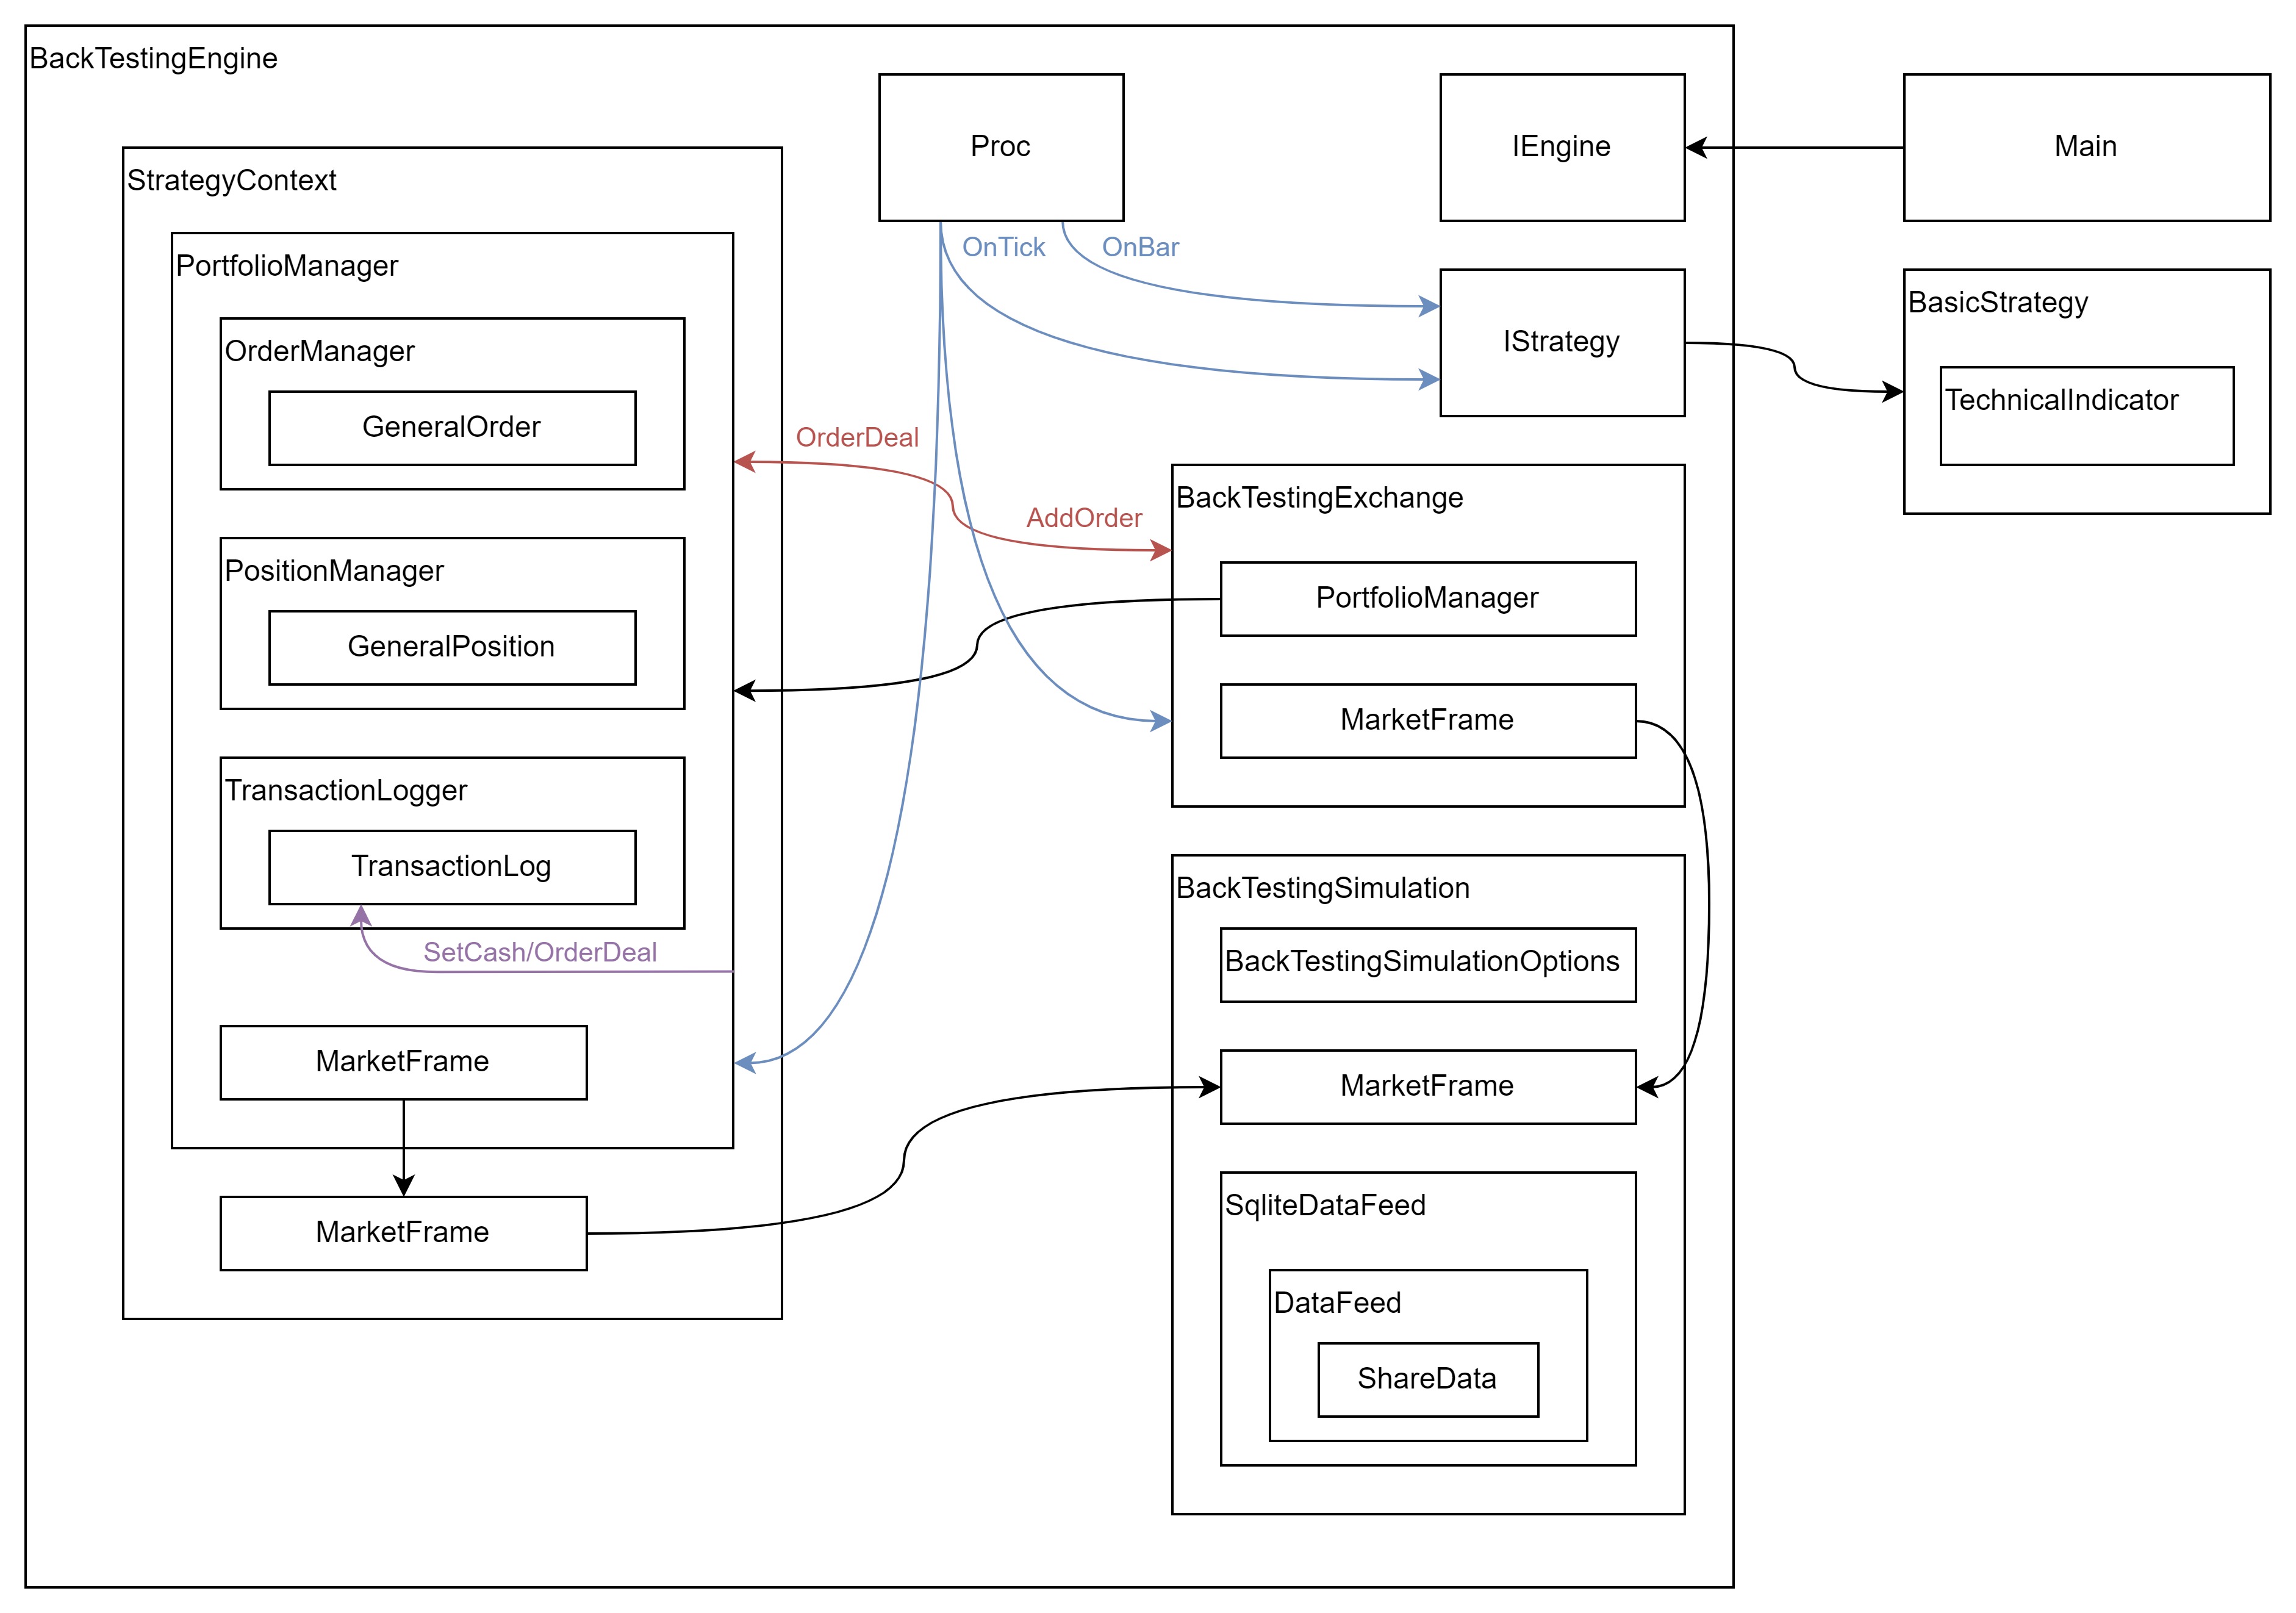 BackTestingEngine
Proc
IEngine
Main
StrategyContext
PortfolioManager
OnTick
OnBar
BasicStrategy
IStrategy
TechnicalIndicator
OrderManager
GeneralOrder
OrderDeal
AddOrder
BackTestingExchange
PositionManager
GeneralPosition
PortfolioManager
MarketFrame
TransactionLogger
TransactionLog
SetCash/OrderDeal
BackTestingSimulation
BackTestingSimulationOptions
MarketFrame
MarketFrame
MarketFrame
SqliteDataFeed
DataFeed
ShareData